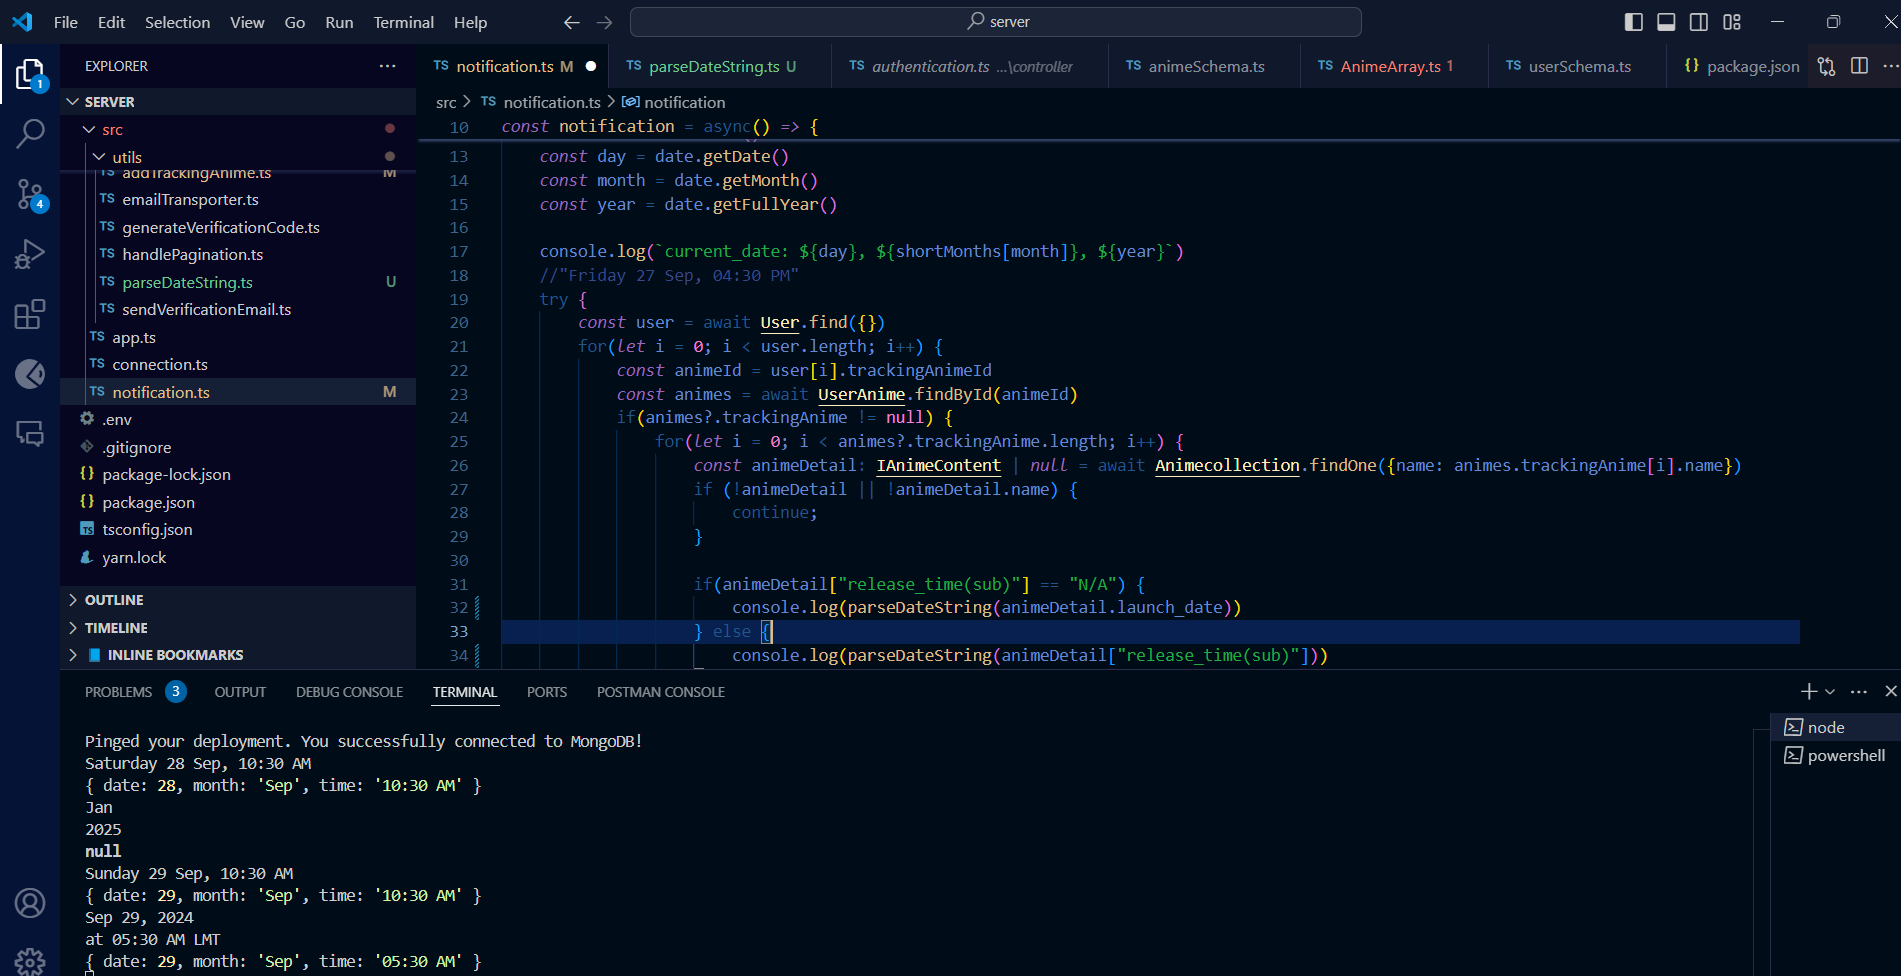 File Edit Selection View Go Run Terminal Help
server
EXPLORER
SERVER
src
utils
addTrackingAnime.ts M
emailTransporter.ts
generateVerificationCode.ts
handlePagination.ts
parseDateString.ts U
sendVerificationEmail.ts
app.ts
connection.ts
notification.ts M
.env
.gitignore
package-lock.json
package.json
tsconfig.json
yarn.lock
OUTLINE
TIMELINE
INLINE BOOKMARKS
1
4
TS notification.ts M
TS parseDateString.ts U
TS authentication.ts ...\controller
TS animeSchema.ts
TS AnimeArray.ts 1
TS userSchema.ts
{} package.json
src > TS notification.ts > notification
10 const notification = async() => {
13 const day = date.getDate()
14 const month = date.getMonth()
15 const year = date.getFullYear()
16
17 console.log(`current_date: ${day}, ${shortMonths[month]}, ${year}`)
18 //"Friday 27 Sep, 04:30 PM"
19 try {
20 const user = await User.find({})
21 for(let i = 0; i < user.length; i++) {
22 const animeId = user[i].trackingAnimeId
23 const animes = await UserAnime.findById(animeId)
24 if(animes?.trackingAnime != null) {
25 for(let i = 0; i < animes?.trackingAnime.length; i++) {
26 const animeDetail: IAnimeContent | null = await Animecollection.findOne({name: animes.trackingAnime[i].name})
27 if (!animeDetail || !animeDetail.name) {
28 continue;
29 }
30
31 if(animeDetail["release_time(sub)"] == "N/A") {
32 console.log(parseDateString(animeDetail.launch_date))
33 } else {
34 console.log(parseDateString(animeDetail["release_time(sub)"]))
PROBLEMS 3 OUTPUT DEBUG CONSOLE TERMINAL PORTS POSTMAN CONSOLE
Pinged your deployment. You successfully connected to MongoDB!
Saturday 28 Sep, 10:30 AM
{ date: 28, month: 'Sep', time: '10:30 AM' }
Jan
2025
null
Sunday 29 Sep, 10:30 AM
{ date: 29, month: 'Sep', time: '10:30 AM' }
Sep 29, 2024
at 05:30 AM LMT
{ date: 29, month: 'Sep', time: '05:30 AM' }
node
powershell